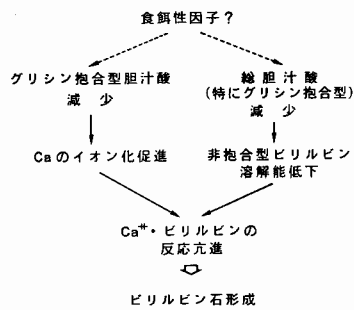 食餌性因子？
グリシン抱合型胆汁酸
減 少
総胆汁酸
(特にグリシン抱合型)
減 少
Caのイオン化促進
非抱合型ビリルビン
溶解能低下
Ca⁺⁺・ビリルビンの
反応亢進
ビリルビン石形成